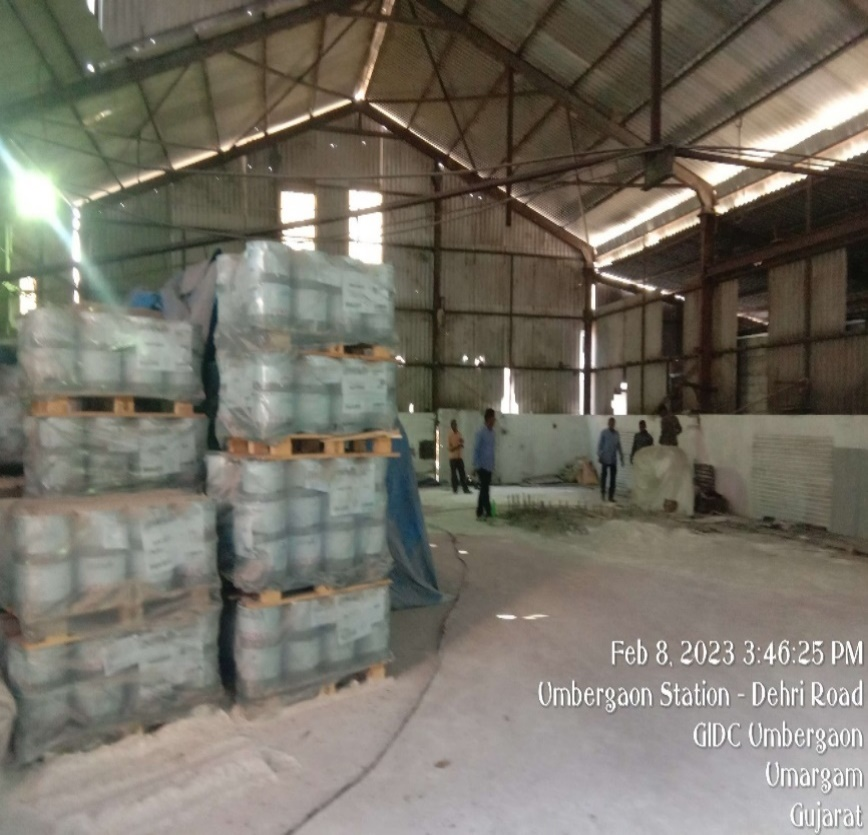 Feb 8, 2023 3:46:25 PM
Umbergaon Station - Dehri Road
GIDC Umbergaon
Umargam
Gujarat